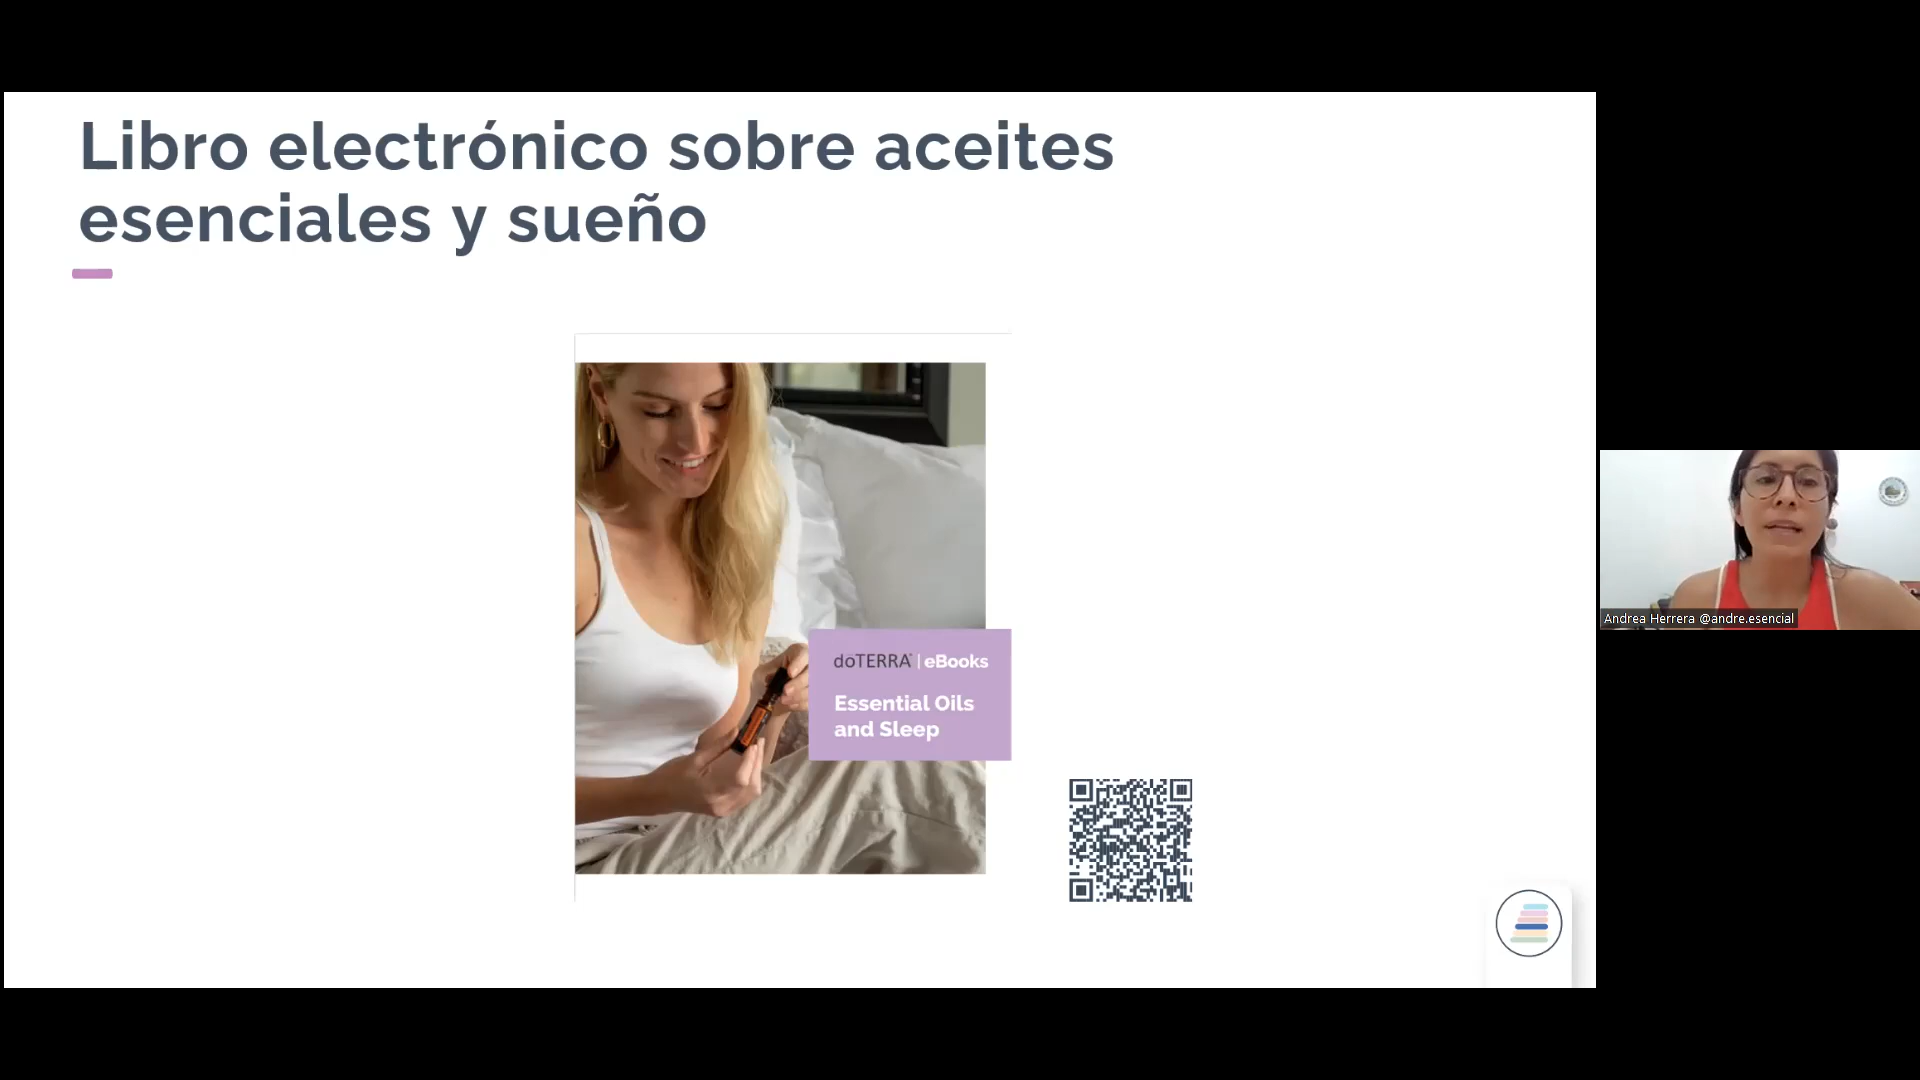 Libro electrónico sobre aceites
esenciales y sueño
doTERRA | eBooks
Essential Oils
and Sleep
Andrea Herrera @andre.esencial